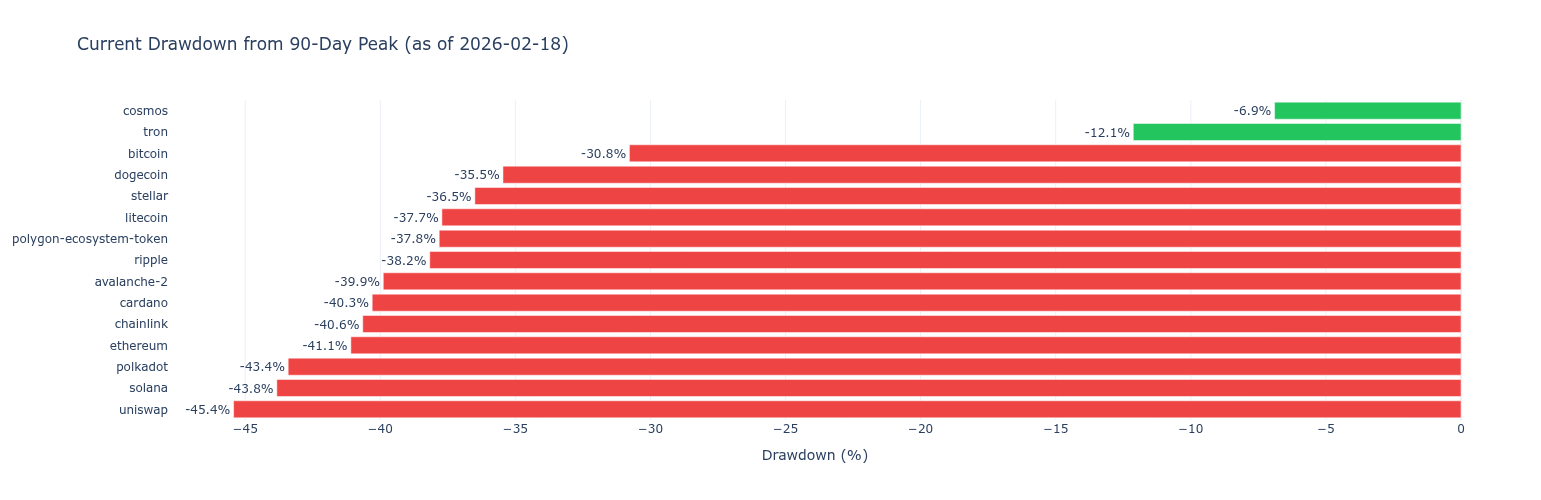 Current Drawdown from 90-Day Peak (as of 2026-02-18)
cosmos -6.9%
tron -12.1%
bitcoin -30.8%
dogecoin -35.5%
stellar -36.5%
litecoin -37.7%
polygon-ecosystem-token -37.8%
ripple -38.2%
avalanche-2 -39.9%
cardano -40.3%
chainlink -40.6%
ethereum -41.1%
polkadot -43.4%
solana -43.8%
uniswap -45.4%
−45 −40 −35 −30 −25 −20 −15 −10 −5 0
Drawdown (%)